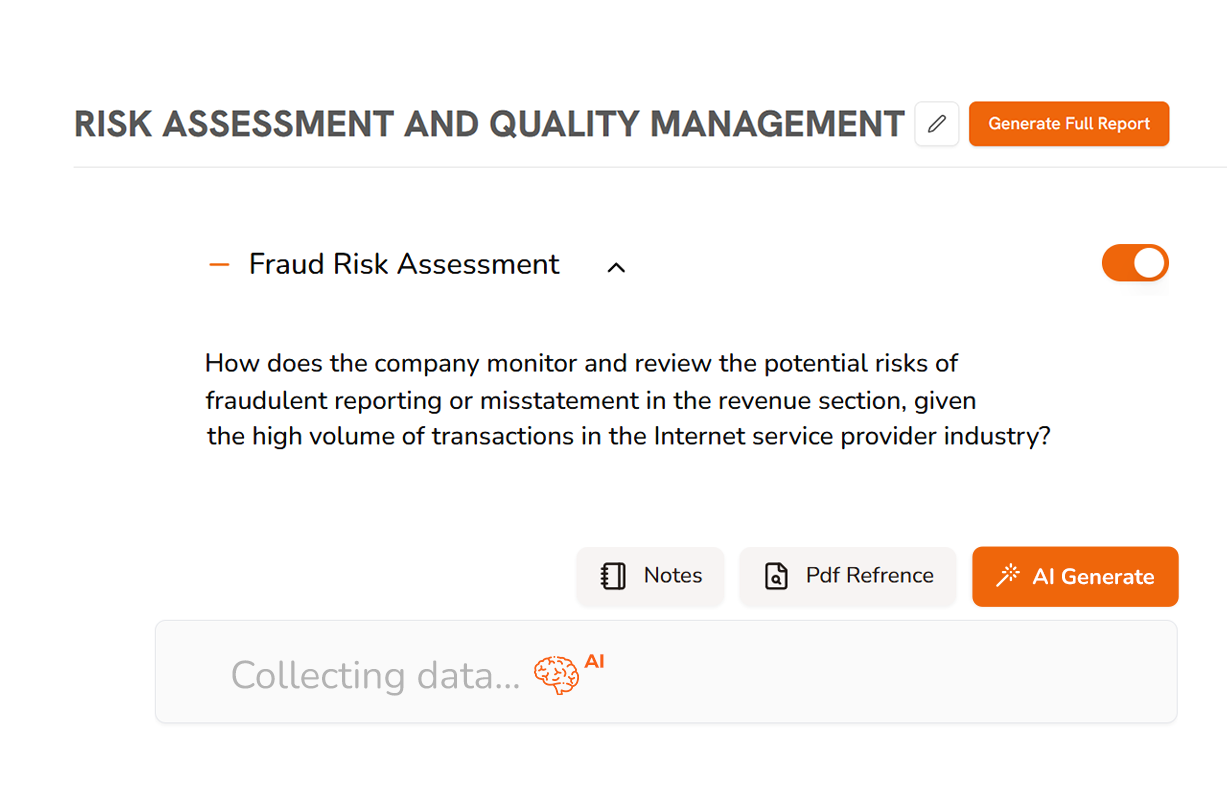 RISK ASSESSMENT AND QUALITY MANAGEMENT
Generate Full Report
Fraud Risk Assessment
How does the company monitor and review the potential risks of
fraudulent reporting or misstatement in the revenue section, given
the high volume of transactions in the Internet service provider industry?
Notes
Pdf Refrence
AI Generate
Collecting data...
AI